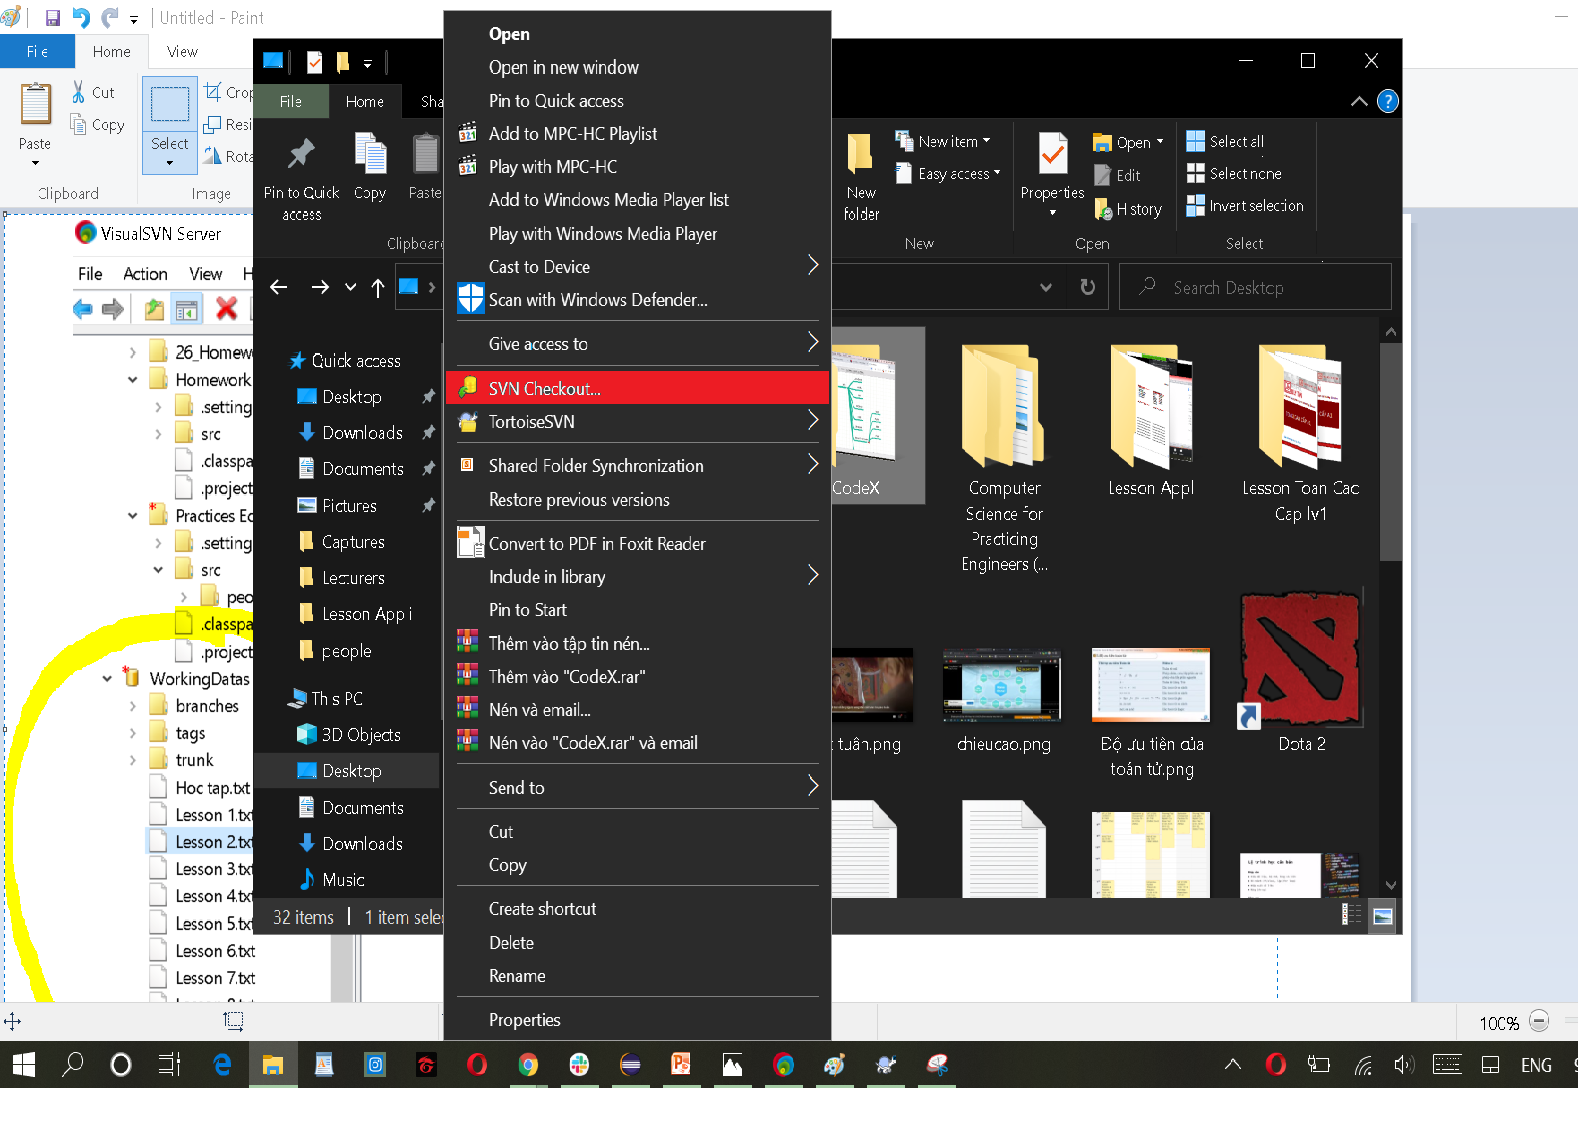 Untitled - Paint
File
Home
View
Paste
Cut
Copy
Clipboard
Select
Image
VisualSVN Server
File Action View
26_Homew
Homework
.setting
src
.classpa
.project
Practices Ec
.setting
src
peo
.classpa
.project
WorkingDatas
branches
tags
trunk
Hoc tap.txt
Lesson 1.txt
Lesson 2.txt
Lesson 3.txt
Lesson 4.txt
Lesson 5.txt
Lesson 6.txt
Lesson 7.txt
File
Home
Sha
Pin to Quick access
Copy
Paste
Clipboard
Quick access
Desktop
Downloads
Documents
Pictures
Captures
Lecturers
Lesson App i
people
This PC
3D Objects
Desktop
Documents
Downloads
Music
32 items
1 item selec
Open
Open in new window
Pin to Quick access
Add to MPC-HC Playlist
Play with MPC-HC
Add to Windows Media Player list
Play with Windows Media Player
Cast to Device
Scan with Windows Defender...
Give access to
SVN Checkout...
TortoiseSVN
Shared Folder Synchronization
Restore previous versions
Convert to PDF in Foxit Reader
Include in library
Pin to Start
Thêm vào tập tin nén...
Thêm vào "CodeX.rar"
Nén và email...
Nén vào "CodeX.rar" và email
Send to
Cut
Copy
Create shortcut
Delete
Rename
Properties
New folder
New item
Easy access
New
Properties
Open
Edit
History
Open
Select all
Select none
Invert selection
Select
Search Desktop
CodeX
Computer
Science for
Practicing
Engineers (...
Lesson AppI
Lesson Toan Cac
Cap lv1
tuân.png
chieucao.png
Độ ưu tiên của
toán tử.png
Dota 2
100%
ENG